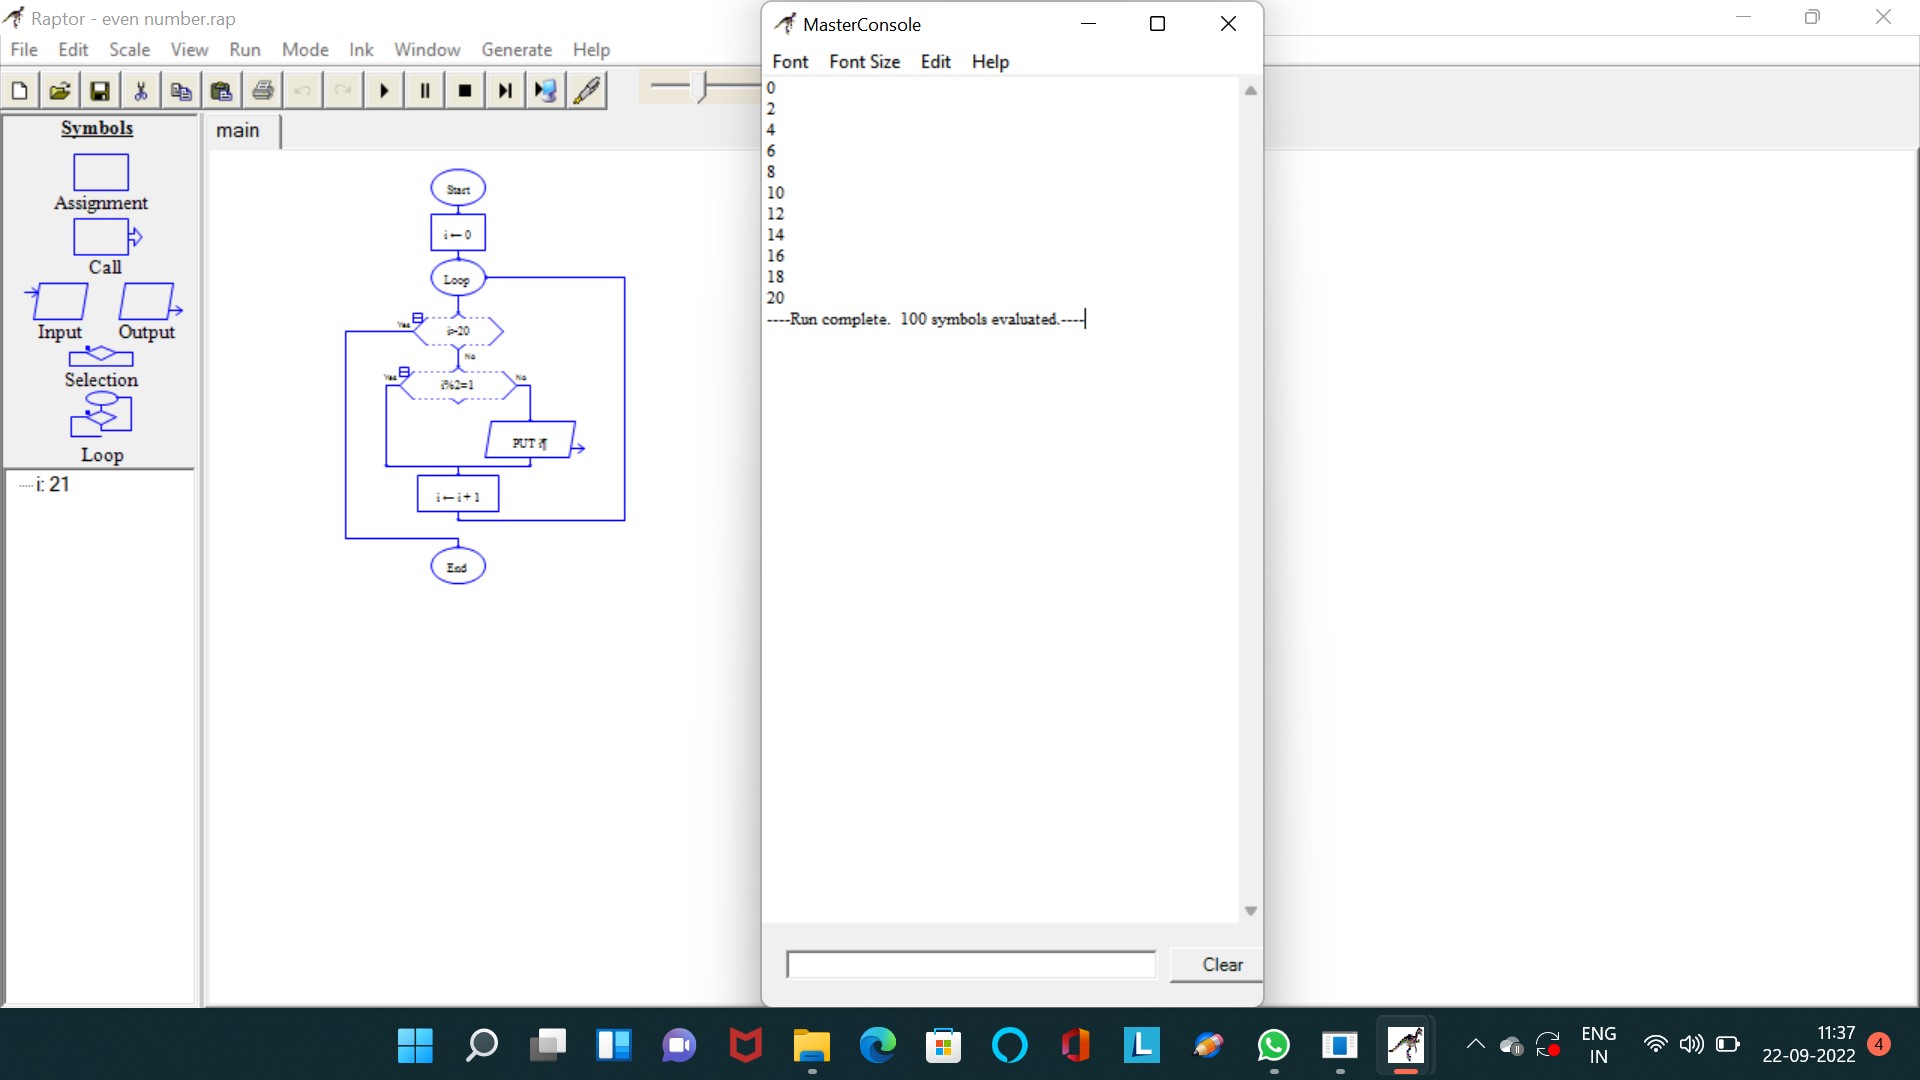 Raptor - even number.rap
File Edit Scale View Run Mode Ink Window Generate Help
Symbols
Assignment
Call
Input Output
Selection
Loop
i: 21
main
Start
i ← 0
Loop
Yes
i>20
No
Yes
i%2=1
No
PUT i¶
i ← i + 1
End
MasterConsole
Font Font Size Edit Help
0
2
4
6
8
10
12
14
16
18
20
----Run complete.  100 symbols evaluated.----
Clear
L
ENG
IN
11:37
22-09-2022
4